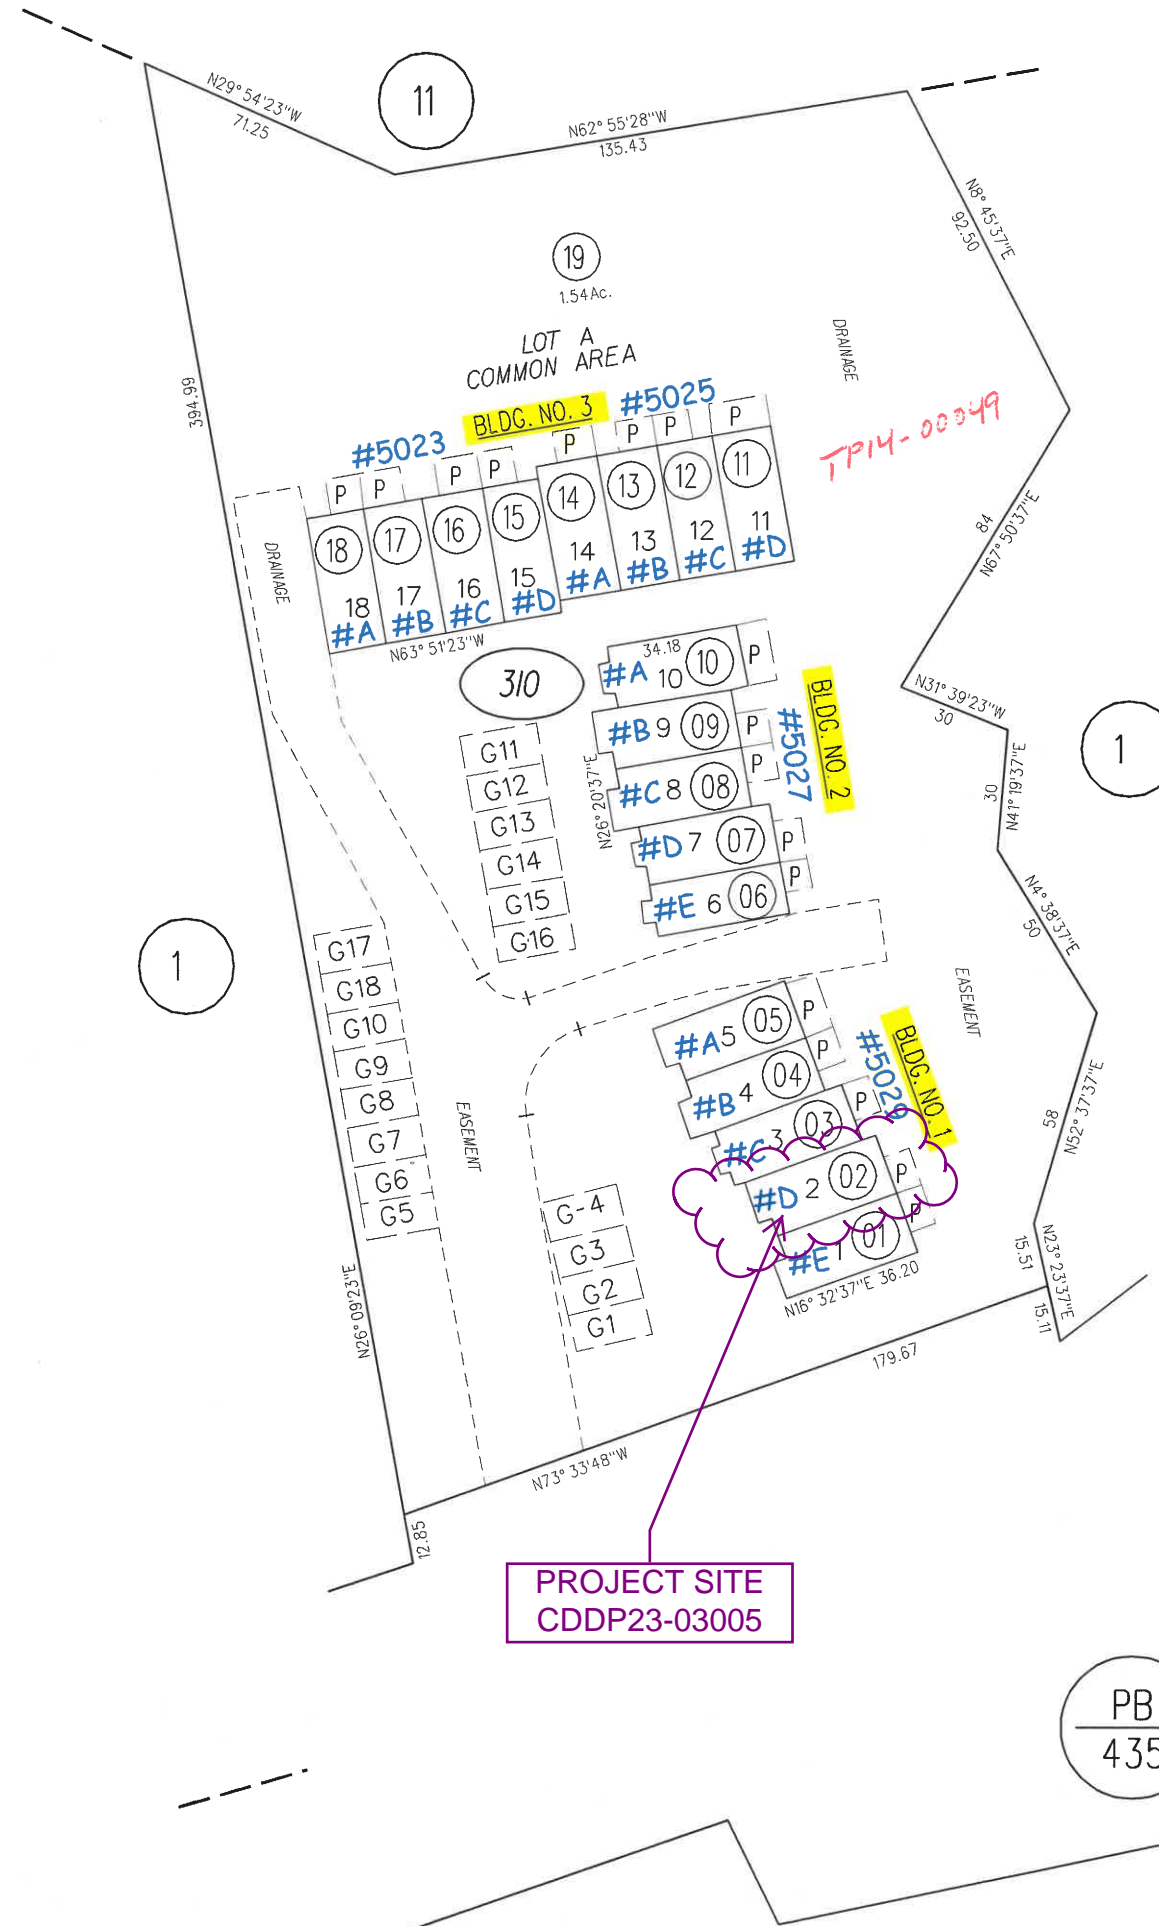 11
N29° 54'23"W
71.25
N62° 55'28"W
135.43
N8° 45'37"E
92.50
19
1.54Ac.
LOT A
COMMON AREA
DRAINAGE
394.99
TP14-00049
BLDG. NO. 3
#5025
#5023
P P P P P P P P
18 17 16 15 14 13 12 11
18 17 16 15 14 13 12 11
#A #B #C #D #A #B #C #D
DRAINAGE
N63° 51'23"W
84
N67° 50'37"E
310
34.18
#A 10 10 P
#B 9 09 P
#C 8 08 P
#D 7 07 P
#E 6 06 P
BLDG. NO. 2
#5027
N26° 20'37"E
N31° 39'23"W
30
1
30
N41° 19'37"E
G11
G12
G13
G14
G15
G16
N4° 38'37"E
50
1
G17
G18
G10
G9
G8
G7
G6
G5
EASEMENT
EASEMENT
#A 5 05 P
#B 4 04 P
#C 3 03 P
#D 2 02 P
#E 1 01 P
BLDG. NO. 1
#5029
58
N52° 37'37"E
G-4
G3
G2
G1
N16° 32'37"E 36.20
15.51
N23° 23'37"E
15.11
N26° 09'23"E
179.67
N73° 33'48"W
12.85
PROJECT SITE
CDDP23-03005
PB
435